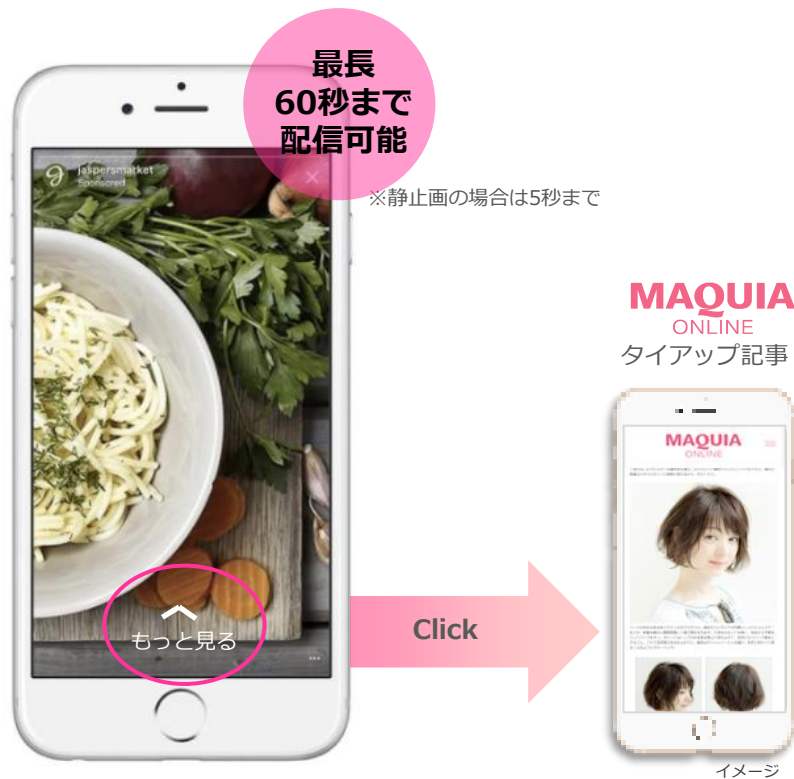 最長
60秒まで
配信可能
※静止画の場合は5秒まで
jaspersmarket
Sponsored
もっと見る
Click
MAQUIA
ONLINE
タイアップ記事
MAQUIA
ONLINE
イメージ